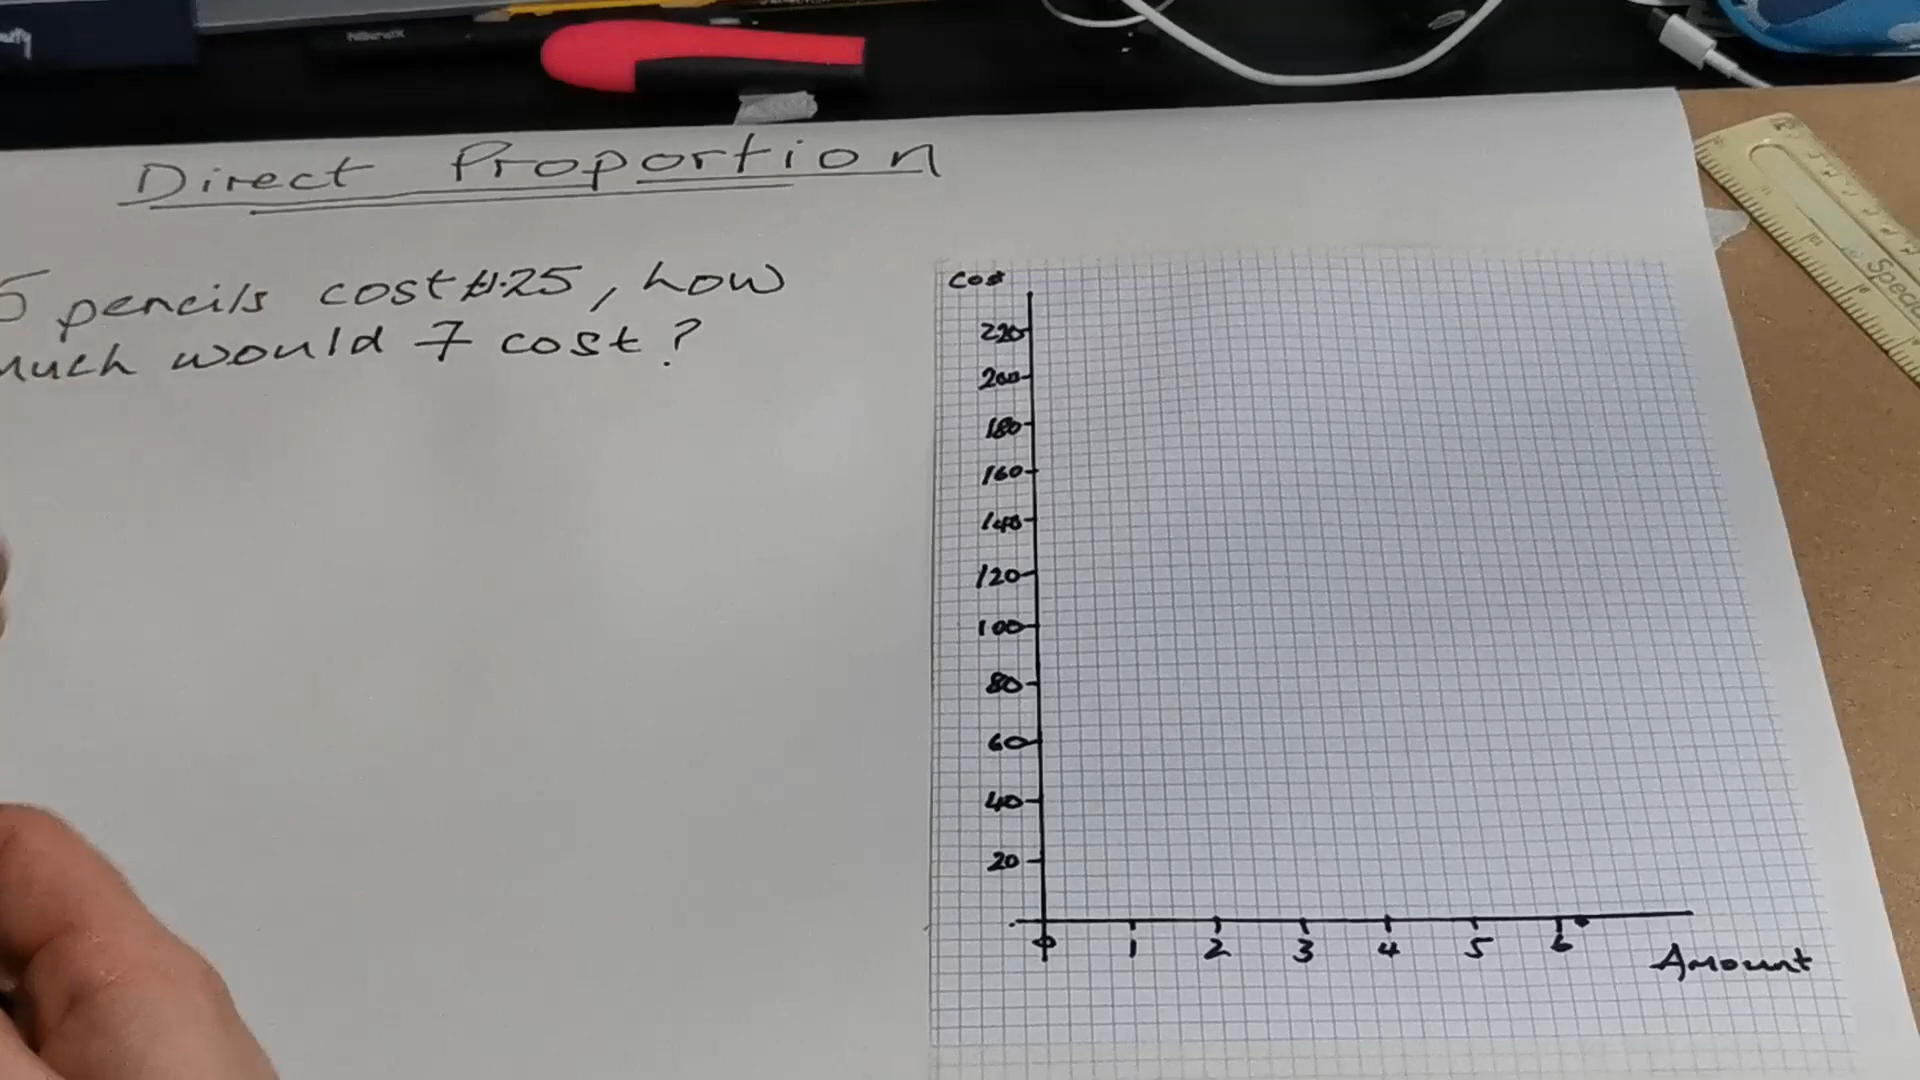 Direct Proportion
5 pencils cost £1.25, how
much would 7 cost?
Cost
220
200
180
160
140
120
100
80
60
40
20
0 1 2 3 4 5 6
Amount